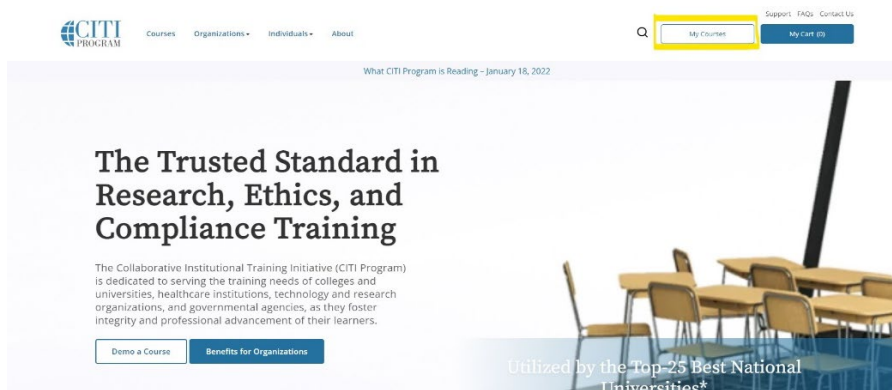 Support FAQs Contact Us
CITI
PROGRAM
Courses Organizations Individuals About
My Courses
My Cart (0)
What CITI Program is Reading – January 18, 2022
The Trusted Standard in
Research, Ethics, and
Compliance Training
The Collaborative Institutional Training Initiative (CITI Program)
is dedicated to serving the training needs of colleges and
universities, healthcare institutions, technology and research
organizations, and governmental agencies, as they foster
integrity and professional advancement of their learners.
Demo a Course
Benefits for Organizations
Utilized by the Top-25 Best National
Universities*